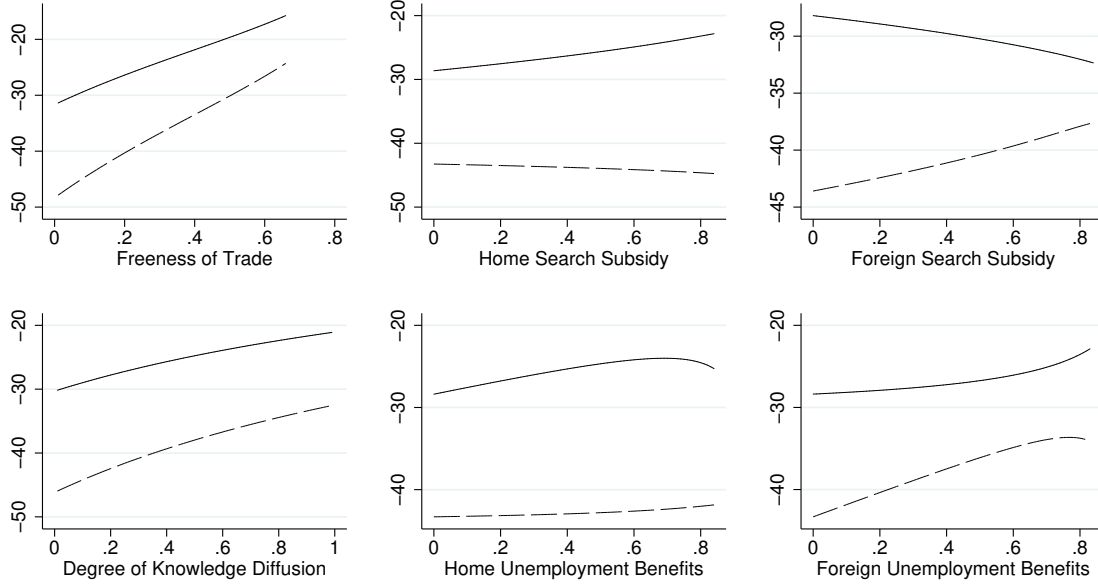 −20
−30
−40
−50
0 .2 .4 .6 .8
Freeness of Trade
−20
−30
−40
−50
0 .2 .4 .6 .8
Home Search Subsidy
−30
−35
−40
−45
0 .2 .4 .6 .8
Foreign Search Subsidy
−20
−30
−40
−50
0 .2 .4 .6 .8 1
Degree of Knowledge Diffusion
−20
−30
−40
0 .2 .4 .6 .8
Home Unemployment Benefits
−20
−30
−40
0 .2 .4 .6 .8
Foreign Unemployment Benefits